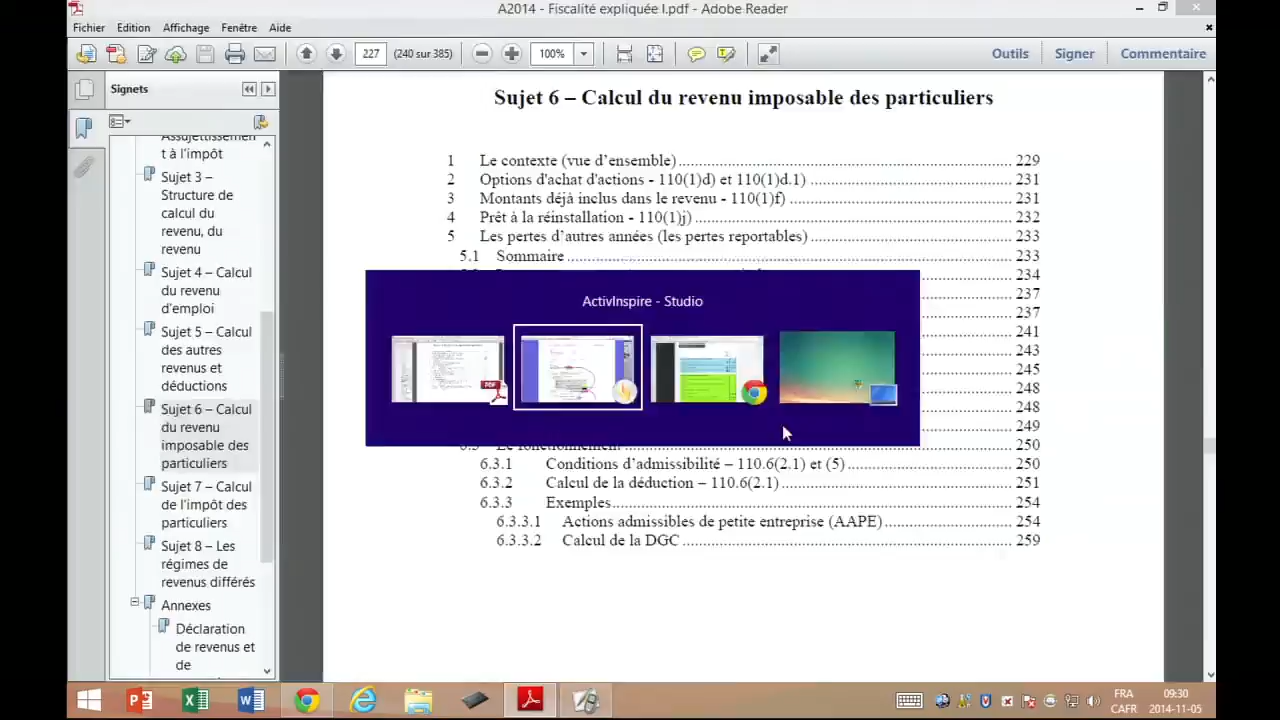 A2014 - Fiscalité expliquée I.pdf - Adobe Reader
Fichier Edition Affichage Fenêtre Aide
227 (240 sur 385) 100% Outils Signer Commentaire
Signets
Assujettissemen
t à l'impôt
Sujet 3 –
Structure de
calcul du
revenu, du
revenu
Sujet 4 – Calcul
du revenu
d'emploi
Sujet 5 – Calcul
des autres
revenus et
déductions
Sujet 6 – Calcul
du revenu
imposable des
particuliers
Sujet 7 – Calcul
de l'impôt des
particuliers
Sujet 8 – Les
régimes de
revenus différés
Annexes
Déclaration
de revenus et
de
Sujet 6 – Calcul du revenu imposable des particuliers
1 Le contexte (vue d'ensemble) 229
2 Options d'achat d'actions - 110(1)d) et 110(1)d.1) 231
3 Montants déjà inclus dans le revenu - 110(1)f) 231
4 Prêt à la réinstallation - 110(1)j) 232
5 Les pertes d'autres années (les pertes reportables) 233
5.1 Sommaire 233
234
ActivInspire - Studio
237
237
241
243
245
248
248
249
Le fonctionnement 250
6.3.1 Conditions d'admissibilité – 110.6(2.1) et (5) 250
6.3.2 Calcul de la déduction – 110.6(2.1) 251
6.3.3 Exemples 254
6.3.3.1 Actions admissibles de petite entreprise (AAPE) 254
6.3.3.2 Calcul de la DGC 259
FRA 09:30
CAFR 2014-11-05